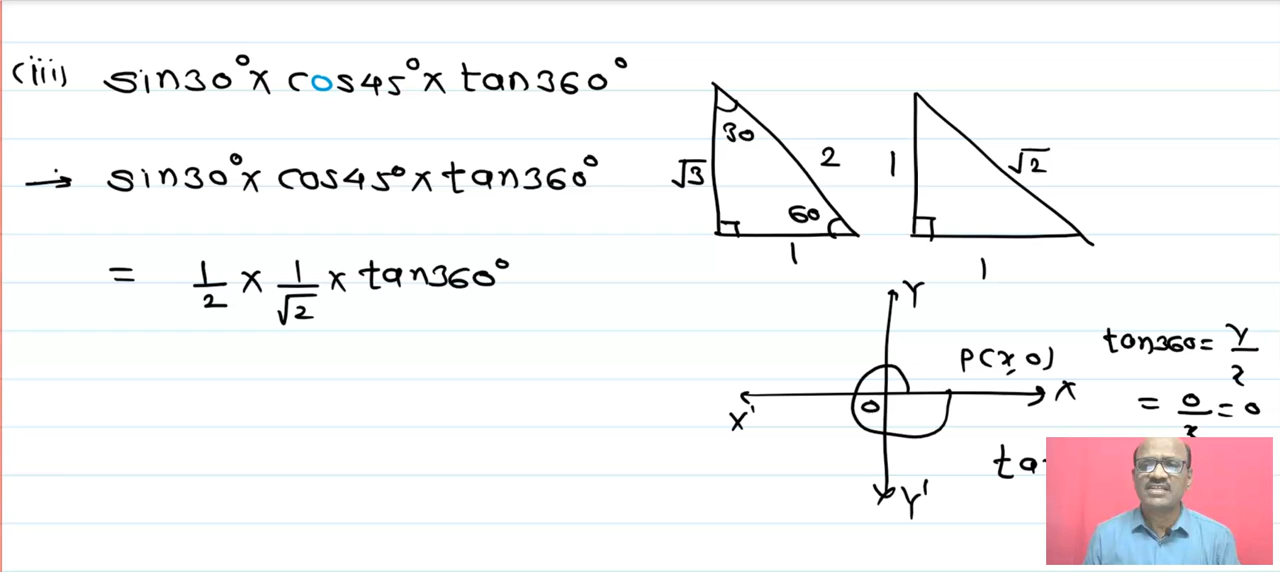 (iii) sin30° x cos45° x tan360°
→ sin30° x cos45° x tan360°
= 1/2 x 1/√2 x tan360°
30
√3
2
60
1
1
√2
1
Y
P(x, 0)
X'
O
X
Y'
tan360 = y/x
= 0/x = 0
ta